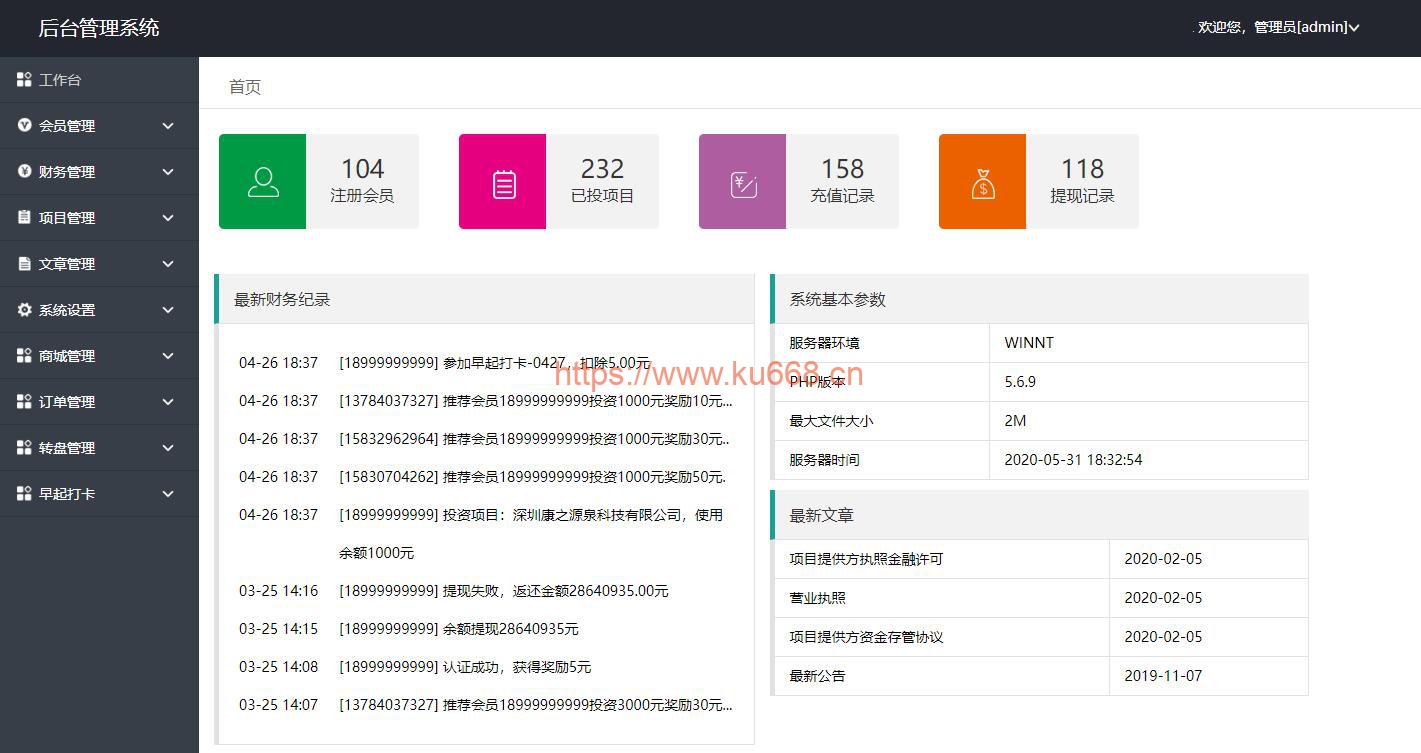 后台管理系统
欢迎您，管理员[admin]
工作台
会员管理
财务管理
项目管理
文章管理
系统设置
商城管理
订单管理
转盘管理
早起打卡
首页
104
注册会员
232
已投项目
158
充值记录
118
提现记录
最新财务纪录
04-26 18:37 [18999999999] 参加早起打卡-0427，扣除5.00元
04-26 18:37 [13784037327] 推荐会员18999999999投资1000元奖励10元...
04-26 18:37 [15832962964] 推荐会员18999999999投资1000元奖励30元..
04-26 18:37 [15830704262] 推荐会员18999999999投资1000元奖励50元.
04-26 18:37 [18999999999] 投资项目：深圳康之源泉科技有限公司，使用
余额1000元
03-25 14:16 [18999999999] 提现失败，返还金额28640935.00元
03-25 14:15 [18999999999] 余额提现28640935元
03-25 14:08 [18999999999] 认证成功，获得奖励5元
03-25 14:07 [13784037327] 推荐会员18999999999投资3000元奖励30元...
https://www.ku668.cn
系统基本参数
服务器环境 WINNT
PHP版本 5.6.9
最大文件大小 2M
服务器时间 2020-05-31 18:32:54
最新文章
项目提供方执照金融许可 2020-02-05
营业执照 2020-02-05
项目提供方资金存管协议 2020-02-05
最新公告 2019-11-07